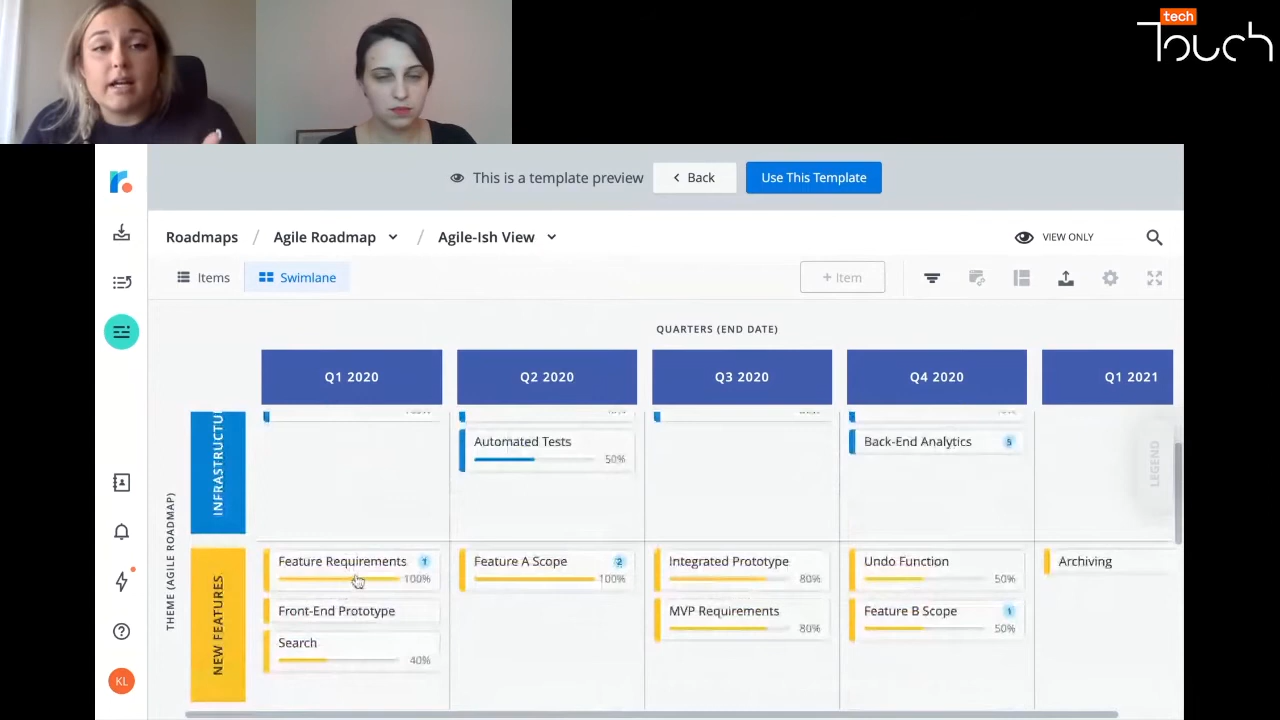 tech
Touch
This is a template preview
Back
Use This Template
Roadmaps / Agile Roadmap / Agile-Ish View
VIEW ONLY
Items
Swimlane
+ Item
QUARTERS (END DATE)
Q1 2020
Q2 2020
Q3 2020
Q4 2020
Q1 2021
THEME (AGILE ROADMAP)
INFRASTRUCTU
Automated Tests
50%
Back-End Analytics 5
LEGEND
NEW FEATURES
Feature Requirements 1
100%
Front-End Prototype
Search
40%
Feature A Scope 2
100%
Integrated Prototype
80%
MVP Requirements
80%
Undo Function
50%
Feature B Scope 1
50%
Archiving
KL